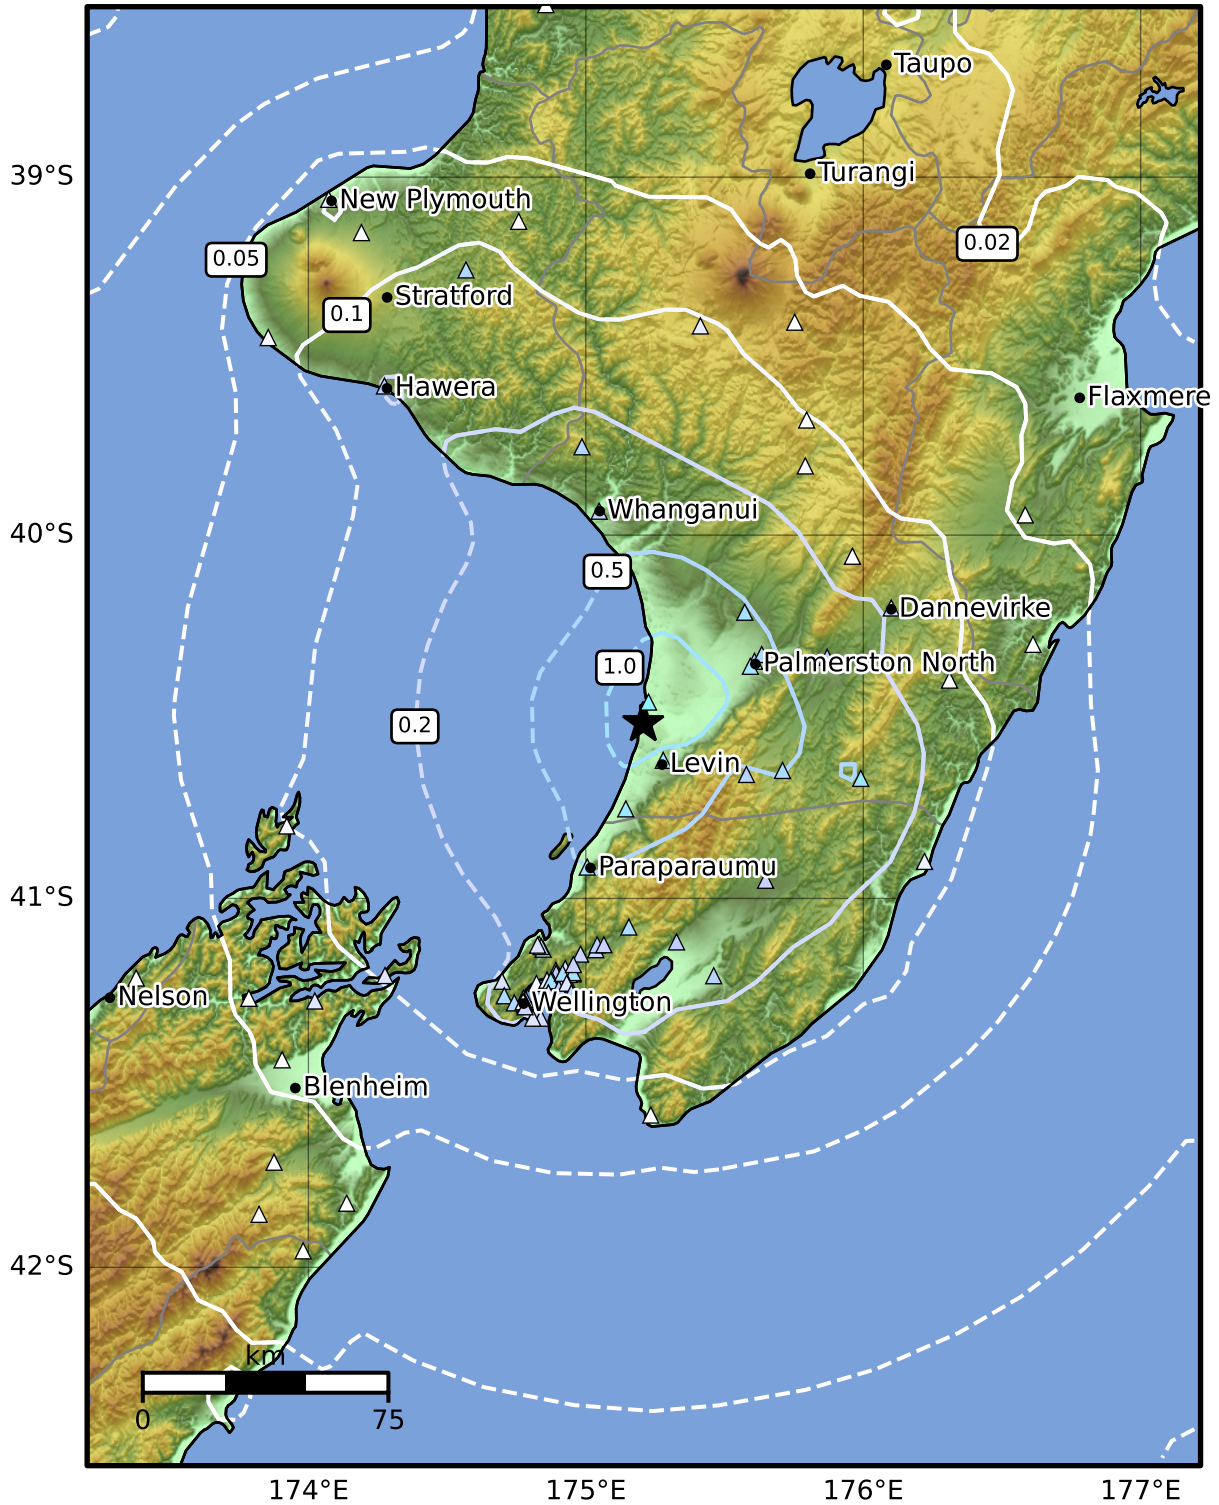 Taupo
39°S
Turangi
New Plymouth
0.02
0.05
Stratford
0.1
Hawera
Flaxmere
Whanganui
40°S
0.5
Dannevirke
1.0
Palmerston North
0.2
Levin
Paraparaumu
41°S
Nelson
Wellington
Blenheim
42°S
km
0 75
174°E 175°E 176°E 177°E